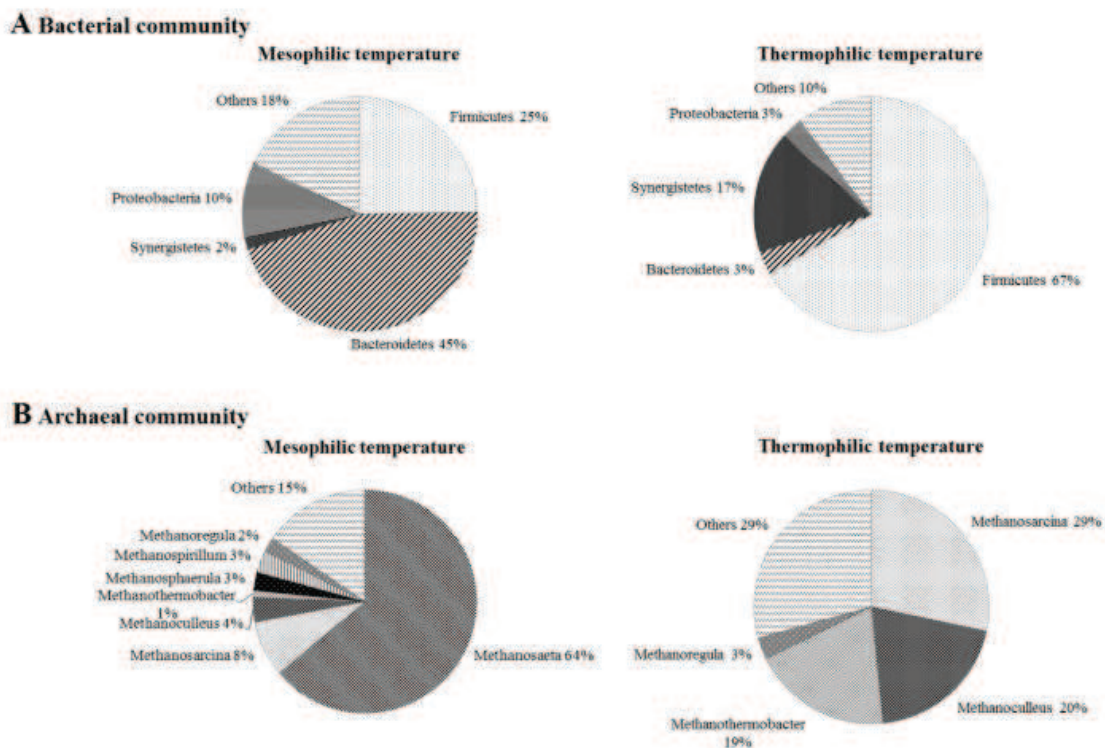 A Bacterial community
Mesophilic temperature
Others 18%
Firmicutes 25%
Proteobacteria 10%
Synergistetes 2%
Bacteroidetes 45%
Thermophilic temperature
Others 10%
Proteobacteria 3%
Synergistetes 17%
Bacteroidetes 3%
Firmicutes 67%
B Archaeal community
Mesophilic temperature
Others 15%
Methanoregula 2%
Methanospirillum 3%
Methanosphaerula 3%
Methanothermobacter
1%
Methanoculleus 4%
Methanosarcina 8%
Methanosaeta 64%
Thermophilic temperature
Others 29%
Methanosarcina 29%
Methanoregula 3%
Methanothermobacter
19%
Methanoculleus 20%